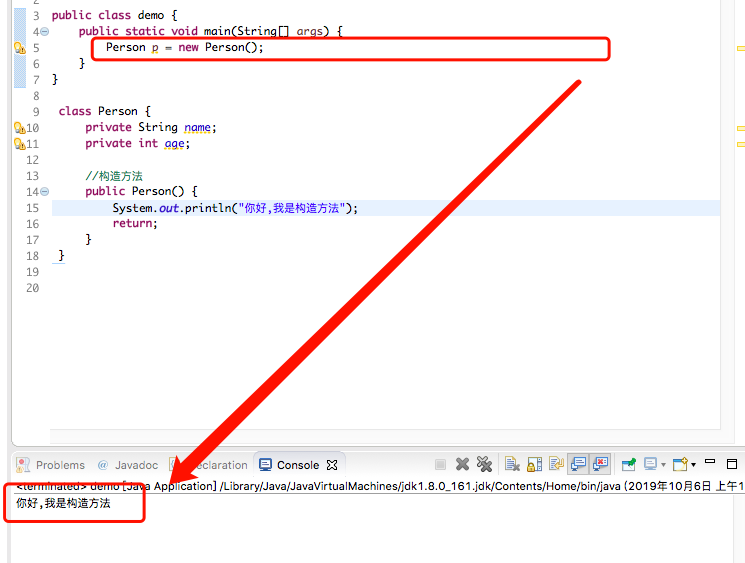 3 public class demo {
4 public static void main(String[] args) {
5 Person p = new Person();
6 }
7 }
8
9 class Person {
10 private String name;
11 private int age;
12
13 //构造方法
14 public Person() {
15 System.out.println("你好,我是构造方法");
16 return;
17 }
18 }
19
20
Problems @ Javadoc Declaration Console
<terminated> demo [Java Application] /Library/Java/JavaVirtualMachines/jdk1.8.0_161.jdk/Contents/Home/bin/java (2019年10月6日 上午1
你好,我是构造方法